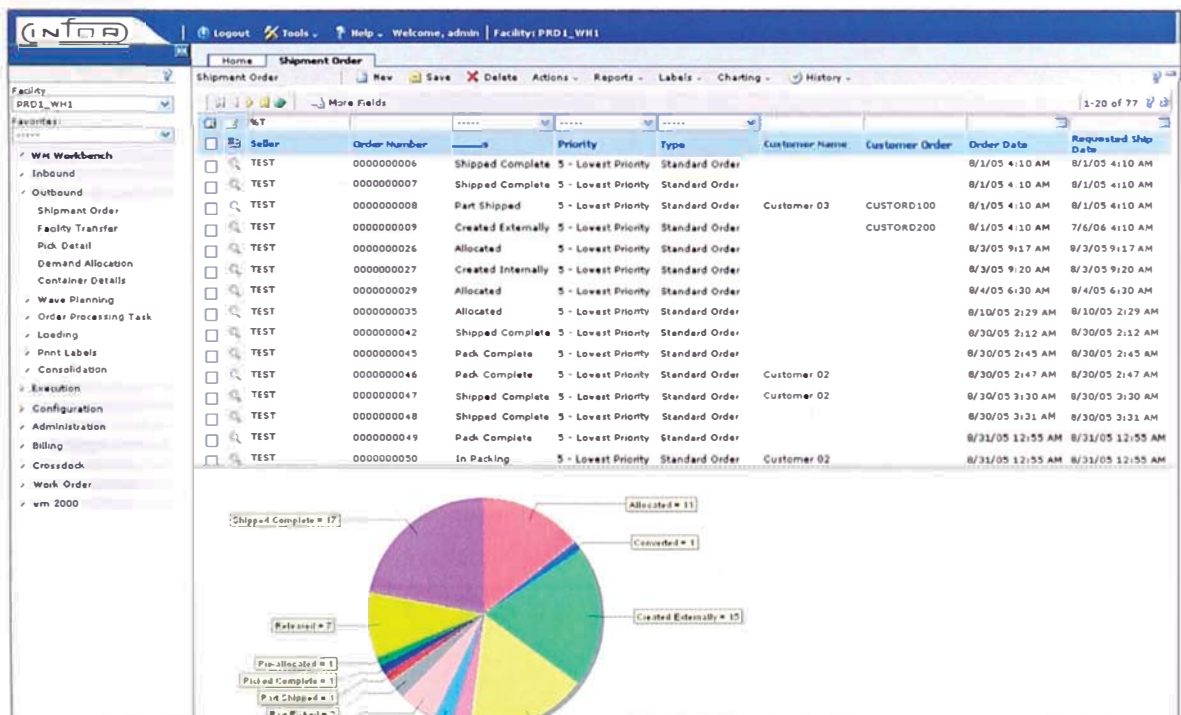 infor
Logout Tools Help Welcome, admin | Facility: PRD1_WH1
Home Shipment Order
Shipment Order New Save Delete Actions Reports Labels Charting History
Facility
PRD1_WH1
Favorites:
-----
WM Workbench
Inbound
Outbound
Shipment Order
Facility Transfer
Pick Detail
Demand Allocation
Container Details
Wave Planning
Order Processing Task
Loading
Print Labels
Consolidation
Execution
Configuration
Administration
Billing
Crossdock
Work Order
wm 2000
More Fields 1-20 of 77
%T ----- ----- -----
Seller Order Number Priority Type Customer Name Customer Order Order Date Requested Ship Date
TEST 0000000006 Shipped Complete 5 - Lowest Priority Standard Order 8/1/05 4:10 AM 8/1/05 4:10 AM
TEST 0000000007 Shipped Complete 5 - Lowest Priority Standard Order 8/1/05 4:10 AM 8/1/05 4:10 AM
TEST 0000000008 Part Shipped 5 - Lowest Priority Standard Order Customer 03 CUSTORD100 8/1/05 4:10 AM 8/1/05 4:10 AM
TEST 0000000009 Created Externally 5 - Lowest Priority Standard Order CUSTORD200 8/1/05 4:10 AM 7/6/06 4:10 AM
TEST 0000000026 Allocated 5 - Lowest Priority Standard Order 8/3/05 9:17 AM 8/3/05 9:17 AM
TEST 0000000027 Created Internally 5 - Lowest Priority Standard Order 8/3/05 9:20 AM 8/3/05 9:20 AM
TEST 0000000029 Allocated 5 - Lowest Priority Standard Order 8/4/05 6:30 AM 8/4/05 6:30 AM
TEST 0000000035 Allocated 5 - Lowest Priority Standard Order 8/10/05 2:29 AM 8/10/05 2:29 AM
TEST 0000000042 Shipped Complete 5 - Lowest Priority Standard Order 8/30/05 2:12 AM 8/30/05 2:12 AM
TEST 0000000045 Pack Complete 5 - Lowest Priority Standard Order 8/30/05 2:45 AM 8/30/05 2:45 AM
TEST 0000000046 Pack Complete 5 - Lowest Priority Standard Order Customer 02 8/30/05 2:47 AM 8/30/05 2:47 AM
TEST 0000000047 Shipped Complete 5 - Lowest Priority Standard Order Customer 02 8/30/05 3:30 AM 8/30/05 3:30 AM
TEST 0000000048 Shipped Complete 5 - Lowest Priority Standard Order 8/30/05 3:31 AM 8/30/05 3:31 AM
TEST 0000000049 Pack Complete 5 - Lowest Priority Standard Order 8/31/05 12:55 AM 8/31/05 12:55 AM
TEST 0000000050 In Packing 5 - Lowest Priority Standard Order Customer 02 8/31/05 12:55 AM 8/31/05 12:55 AM
Allocated = 11
Shipped Complete = 17
Converted = 1
Created Externally = 15
Released = 7
Pre-allocated = 1
Picked Complete = 1
Part Shipped = 1